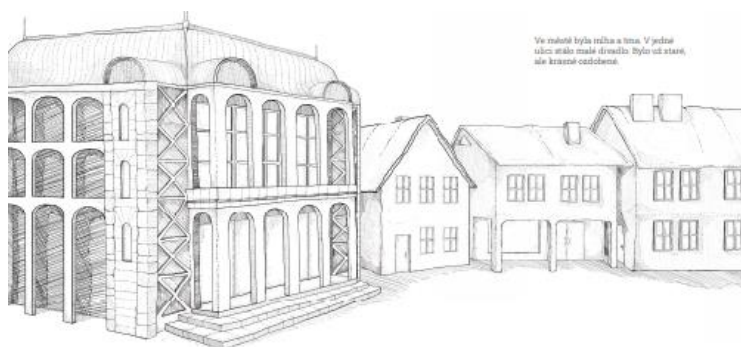 Ve městě byla mlha a tma. V jedné
ulici stálo malé divadlo. Bylo už staré,
ale krásně ozdobené.